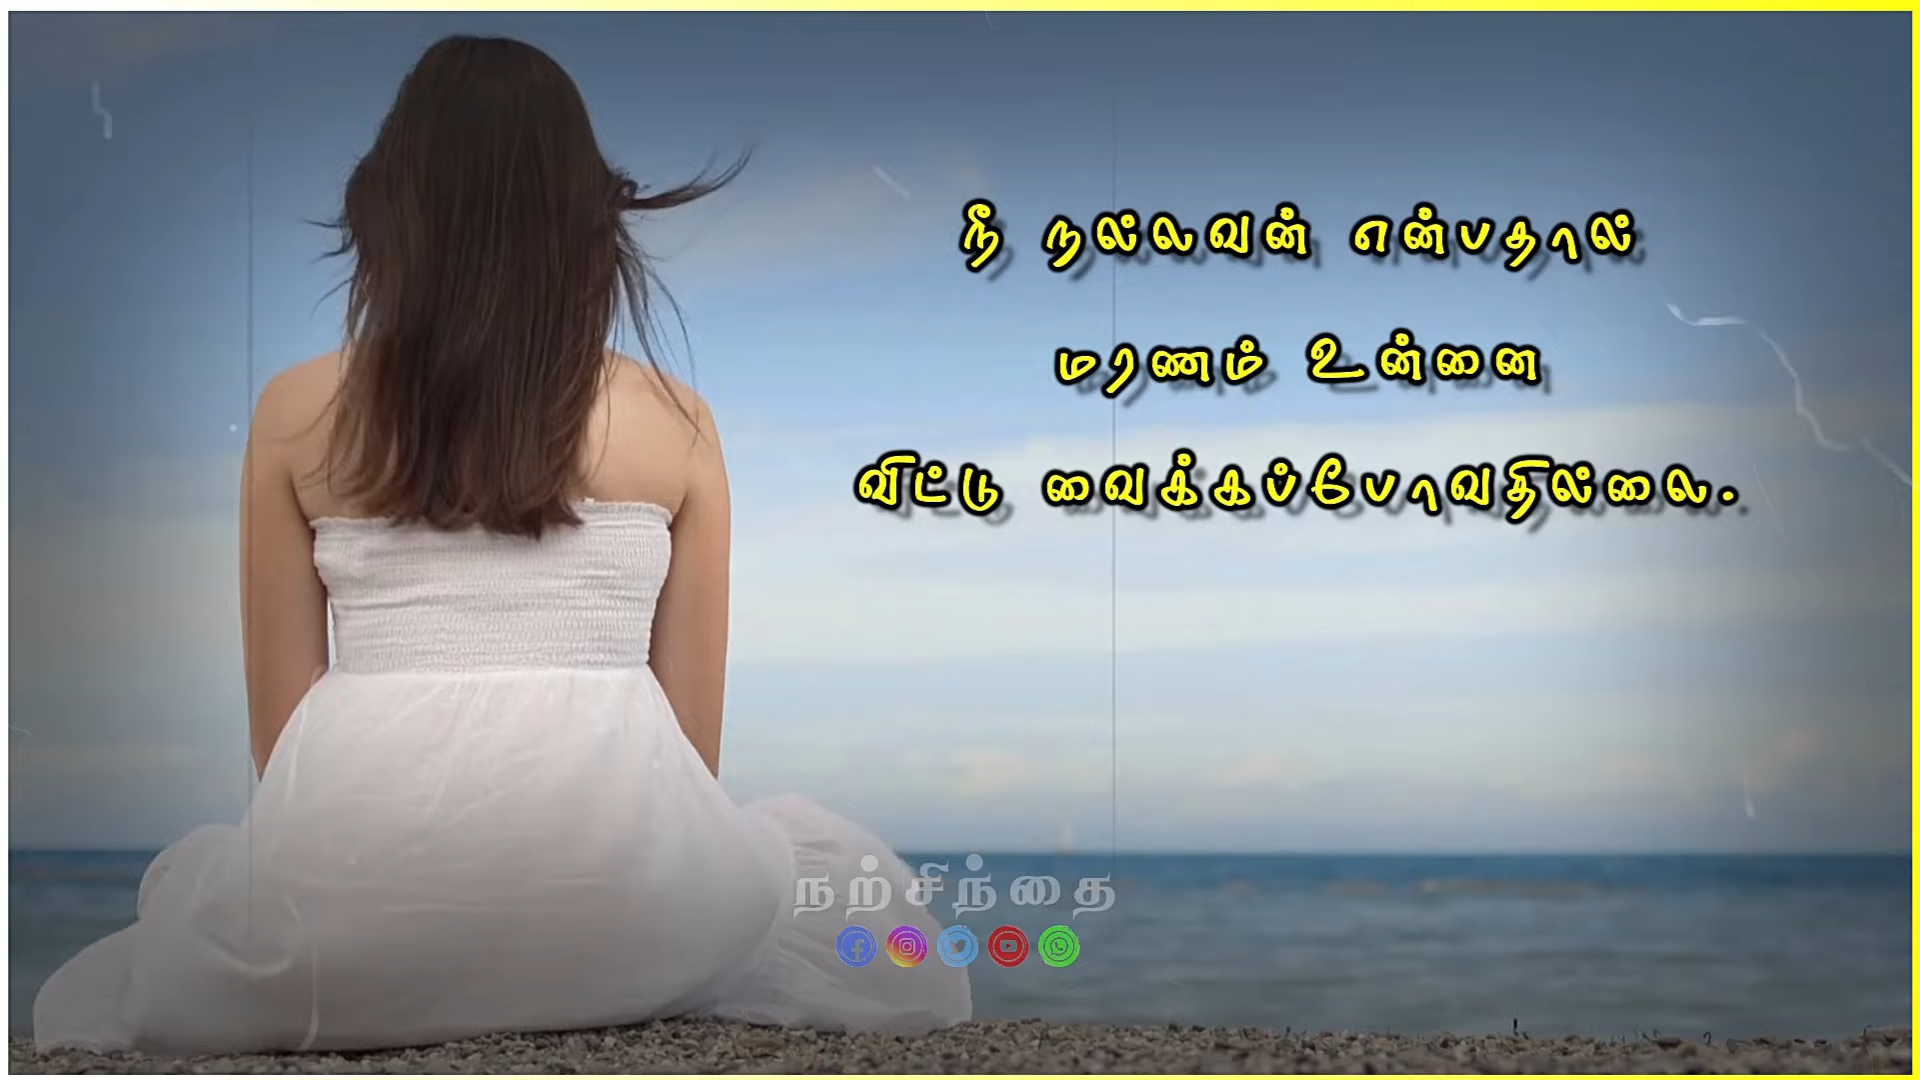 நீ நல்லவன் என்பதால்
மரணம் உன்னை
விட்டு வைக்கப்போவதில்லை.
நற்சிந்தை